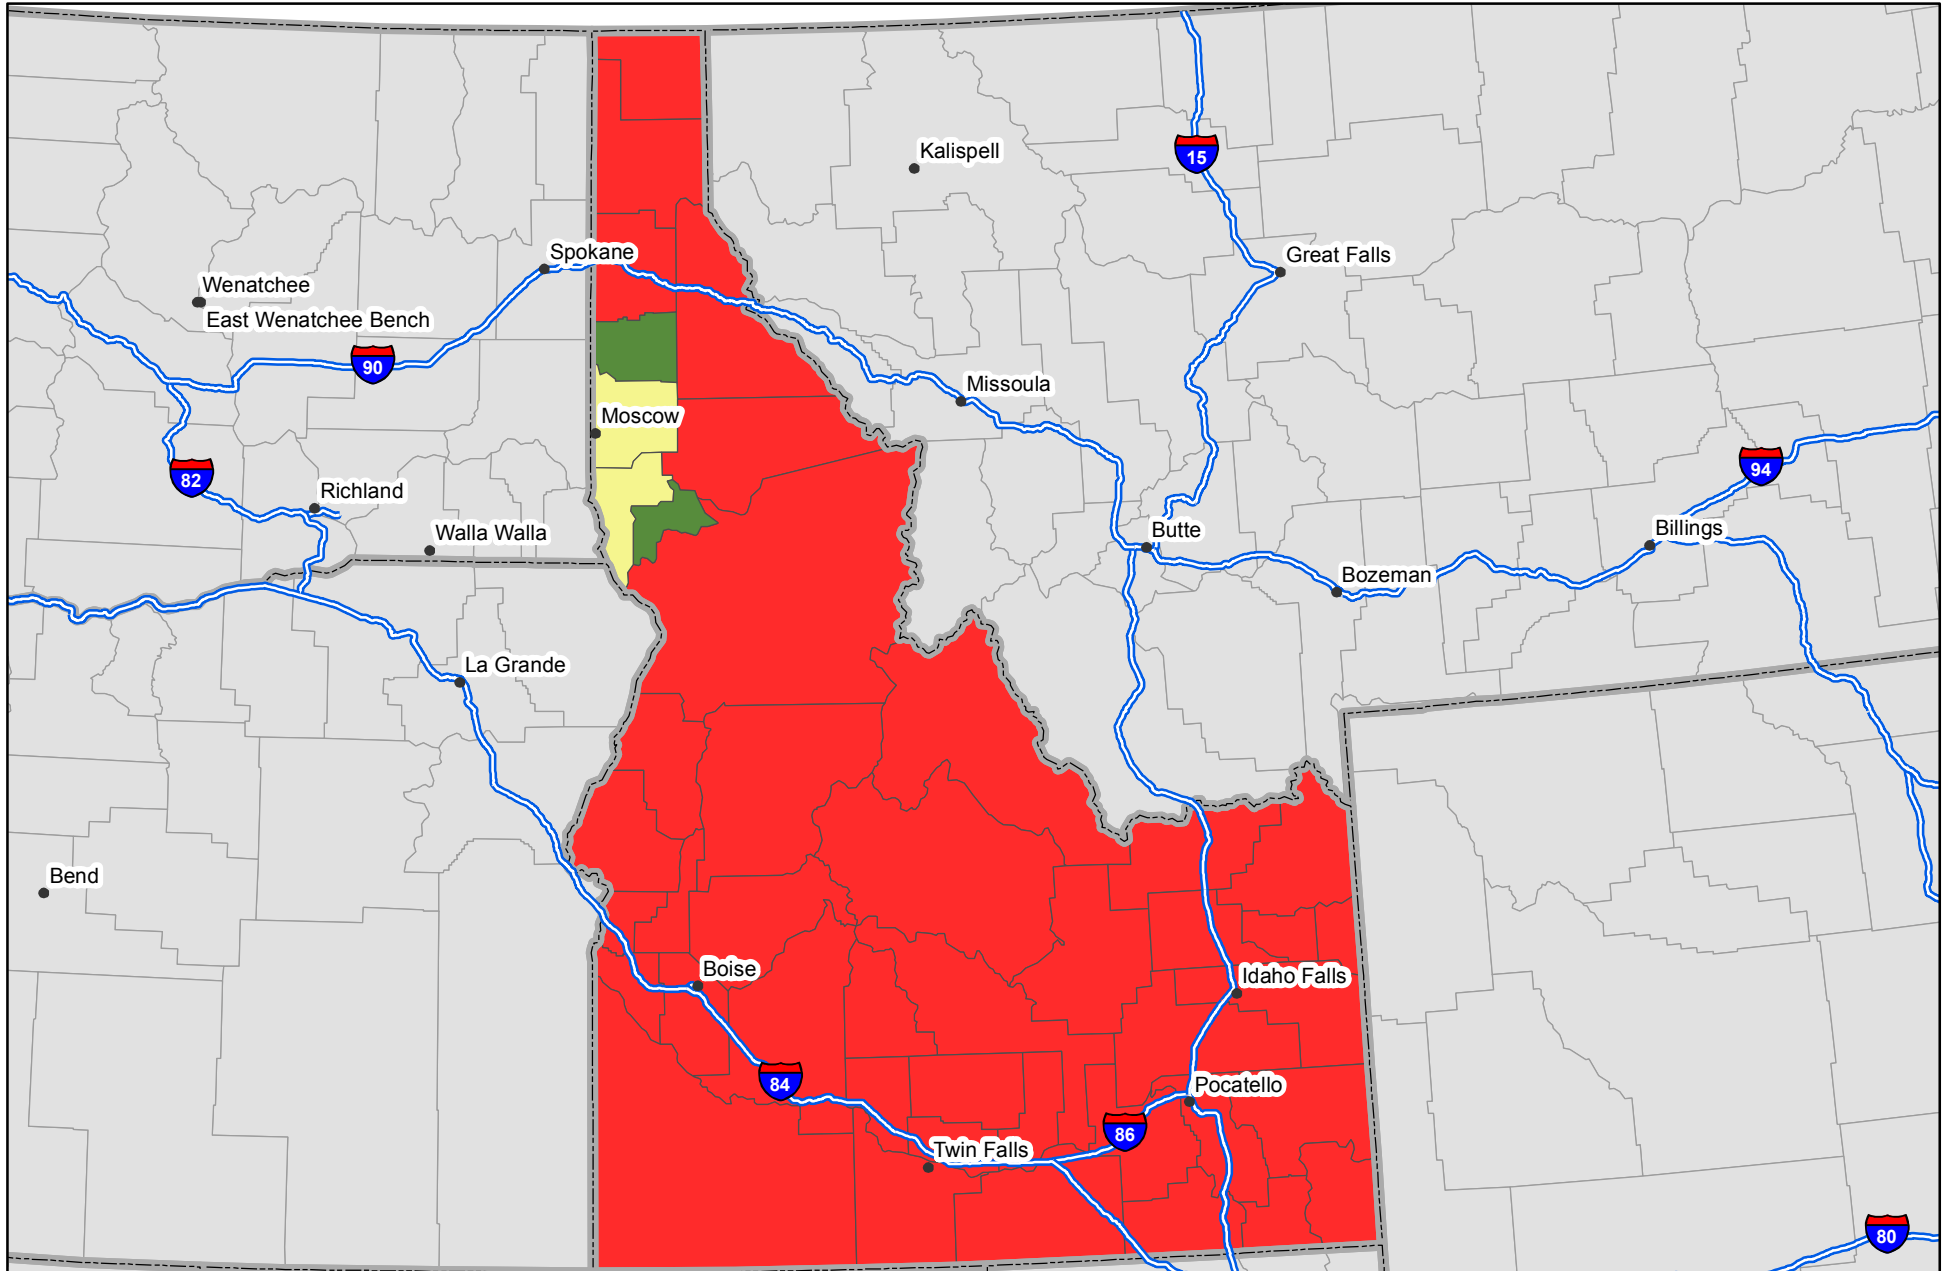 15
Kalispell
Spokane
Great Falls
Wenatchee
East Wenatchee Bench
90
Missoula
Moscow
94
82
Richland
Walla Walla
Butte
Billings
Bozeman
La Grande
Bend
Boise
Idaho Falls
84
Pocatello
86
Twin Falls
80